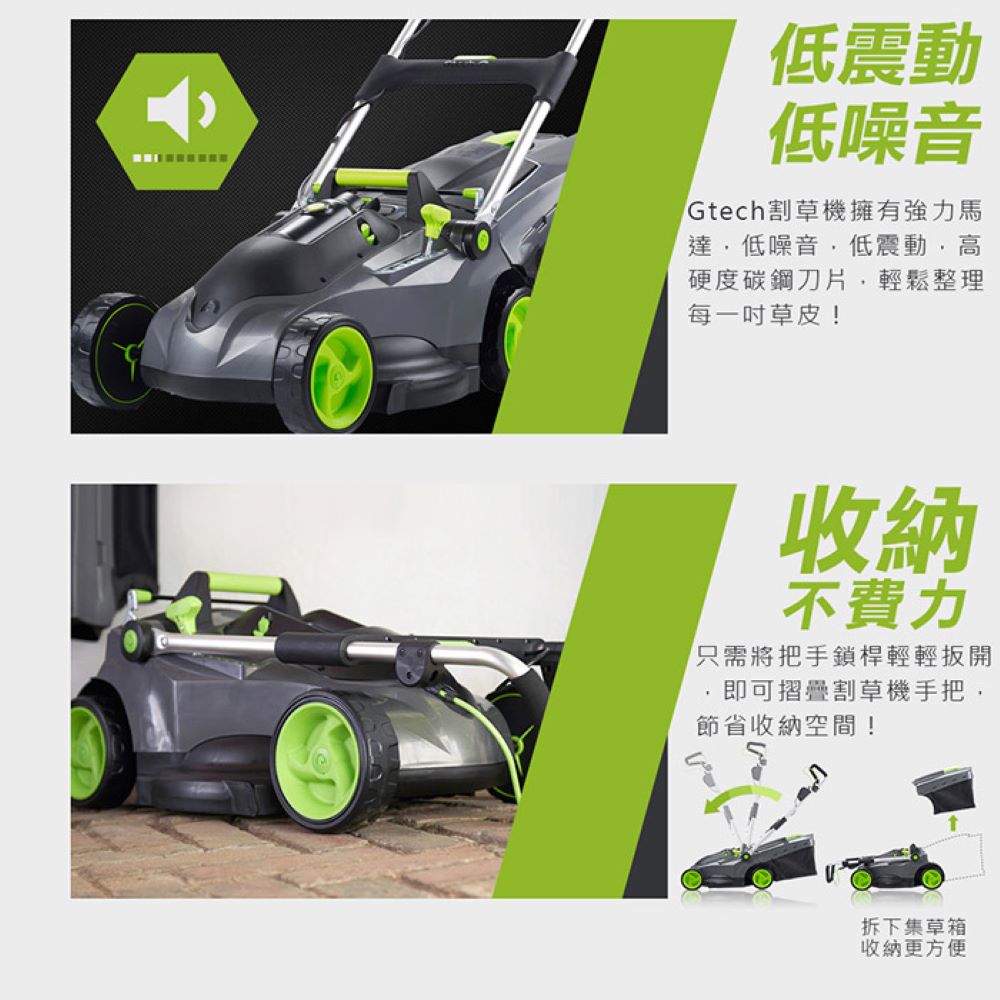 低震動
低噪音
Gtech割草機擁有強力馬
達，低噪音，低震動，高
硬度碳鋼刀片，輕鬆整理
每一吋草皮！
收納
不費力
只需將把手鎖桿輕輕扳開
，即可摺疊割草機手把，
節省收納空間！
拆下集草箱
收納更方便